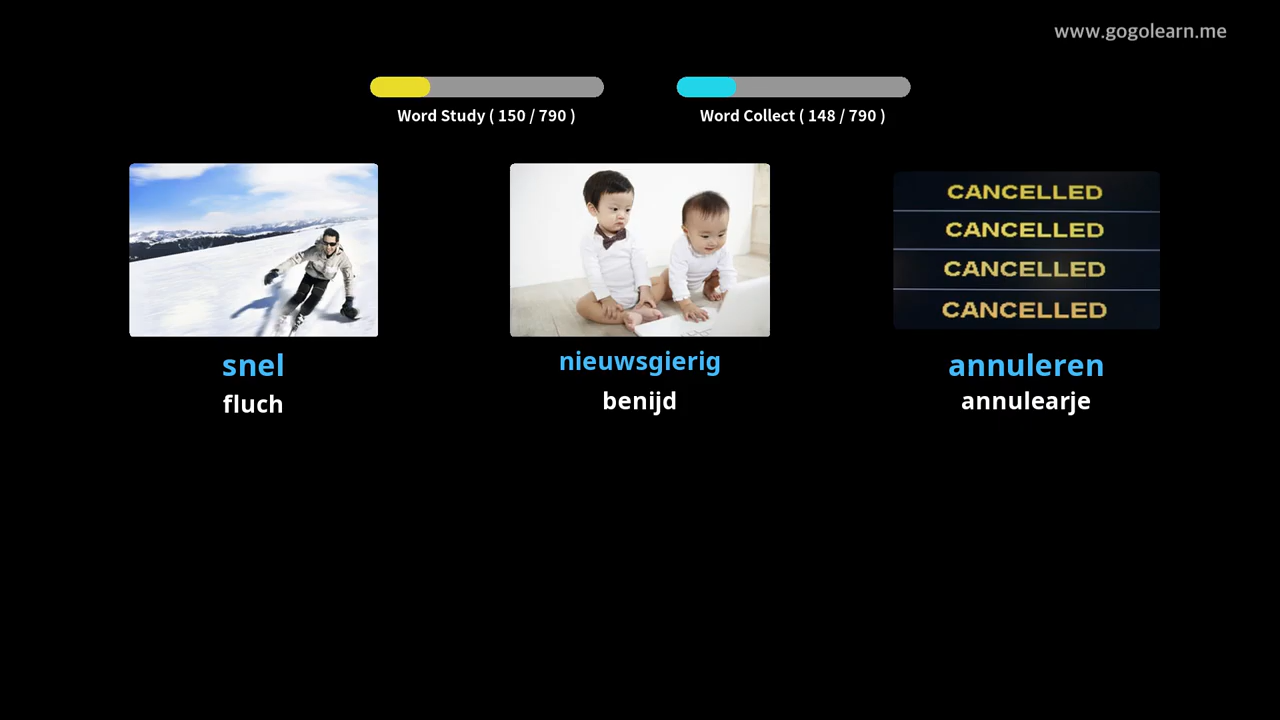 www.gogolearn.me
Word Study ( 150 / 790 )
Word Collect ( 148 / 790 )
CANCELLED
CANCELLED
CANCELLED
CANCELLED
snel
nieuwsgierig
annuleren
fluch
benijd
annulearje